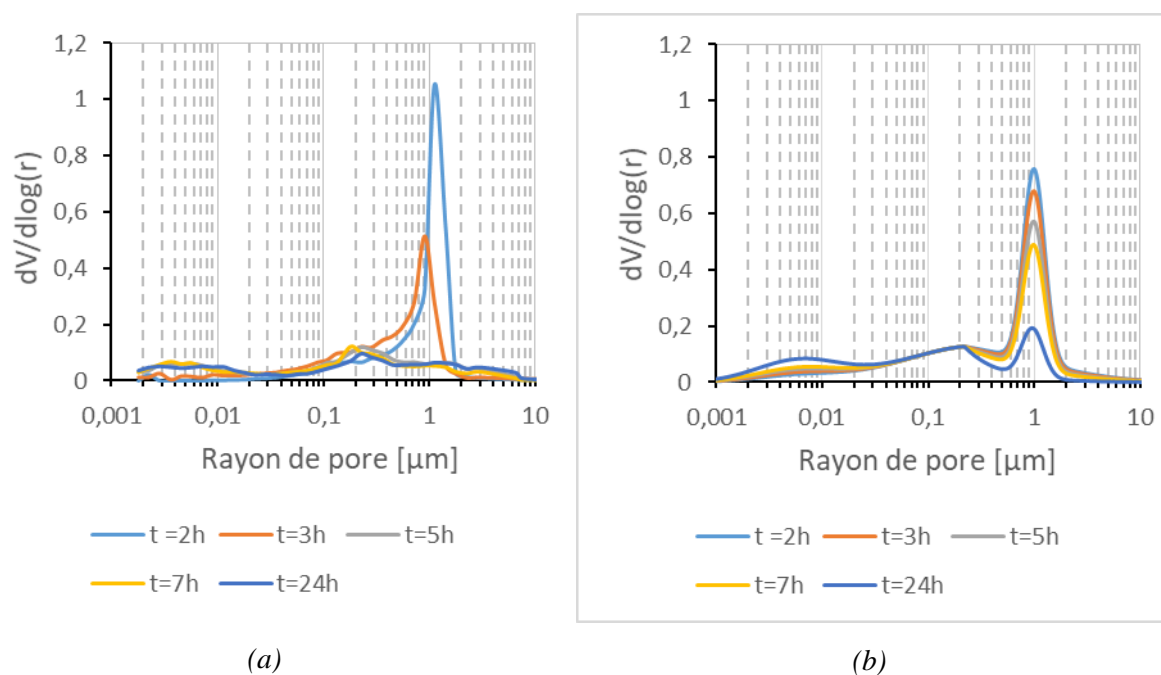 1,2
1
0,8
0,6
0,4
0,2
0
dV/dlog(r)
0,001 0,01 0,1 1 10
Rayon de pore [µm]
t =2h t=3h t=5h
t=7h t=24h
(a)
1,2
1
0,8
0,6
0,4
0,2
0
dV/dlog(r)
0,001 0,01 0,1 1 10
Rayon de pore [µm]
t =2h t=3h t=5h
t=7h t=24h
(b)